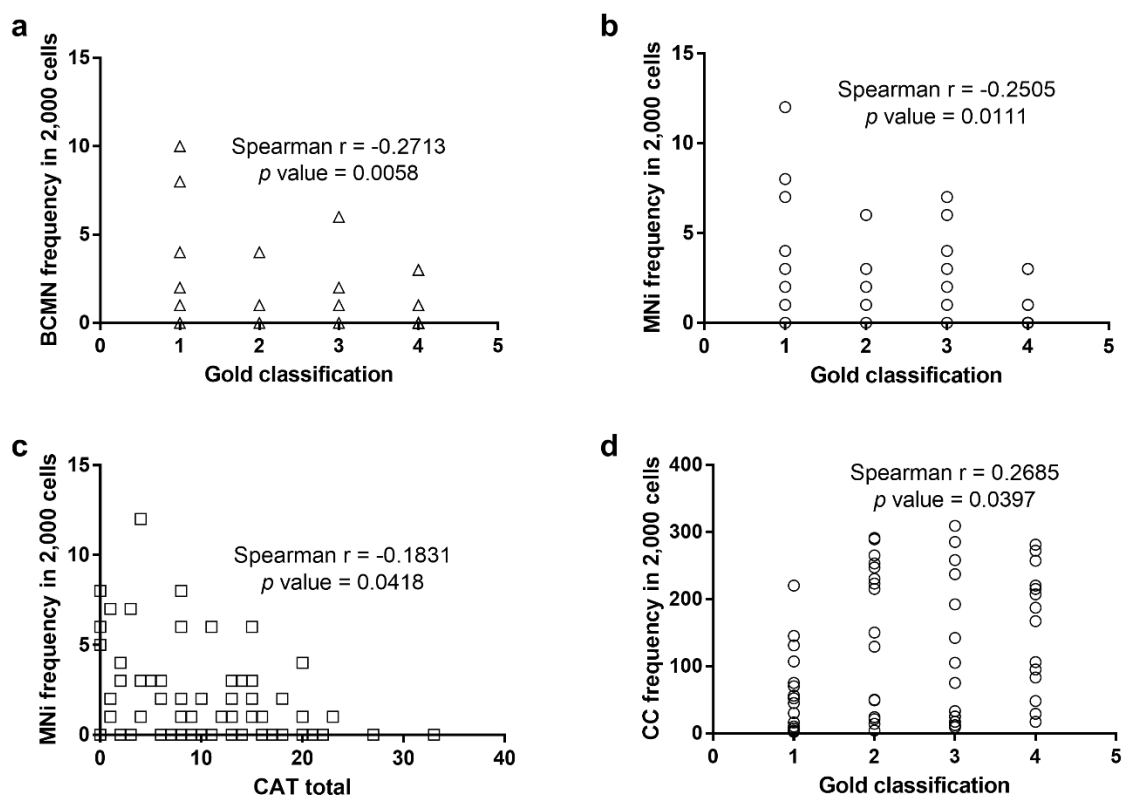 a
BCMN frequency in 2,000 cells
15
10
5
0
Spearman r = -0.2713
p value = 0.0058
0 1 2 3 4 5
Gold classification
b
MNi frequency in 2,000 cells
15
10
5
0
Spearman r = -0.2505
p value = 0.0111
0 1 2 3 4 5
Gold classification
c
MNi frequency in 2,000 cells
15
10
5
0
Spearman r = -0.1831
p value = 0.0418
0 10 20 30 40
CAT total
d
CC frequency in 2,000 cells
400
300
200
100
0
Spearman r = 0.2685
p value = 0.0397
0 1 2 3 4 5
Gold classification